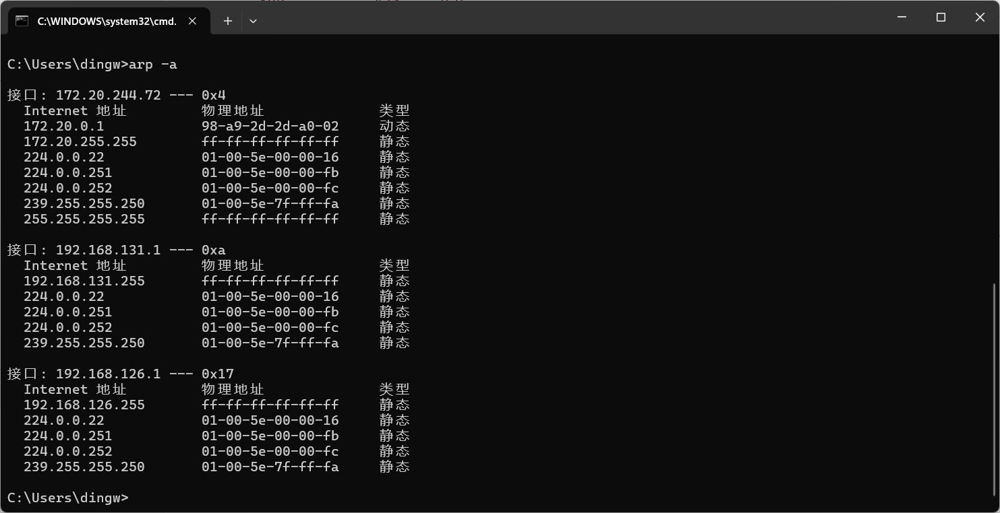 C:\WINDOWS\system32\cmd.
C:\Users\dingw>arp -a
接口: 172.20.244.72 --- 0x4
  Internet 地址         物理地址              类型
  172.20.0.1            98-a9-2d-2d-a0-02     动态
  172.20.255.255        ff-ff-ff-ff-ff-ff     静态
  224.0.0.22            01-00-5e-00-00-16     静态
  224.0.0.251           01-00-5e-00-00-fb     静态
  224.0.0.252           01-00-5e-00-00-fc     静态
  239.255.255.250       01-00-5e-7f-ff-fa     静态
  255.255.255.255       ff-ff-ff-ff-ff-ff     静态
接口: 192.168.131.1 --- 0xa
  Internet 地址         物理地址              类型
  192.168.131.255       ff-ff-ff-ff-ff-ff     静态
  224.0.0.22            01-00-5e-00-00-16     静态
  224.0.0.251           01-00-5e-00-00-fb     静态
  224.0.0.252           01-00-5e-00-00-fc     静态
  239.255.255.250       01-00-5e-7f-ff-fa     静态
接口: 192.168.126.1 --- 0x17
  Internet 地址         物理地址              类型
  192.168.126.255       ff-ff-ff-ff-ff-ff     静态
  224.0.0.22            01-00-5e-00-00-16     静态
  224.0.0.251           01-00-5e-00-00-fb     静态
  224.0.0.252           01-00-5e-00-00-fc     静态
  239.255.255.250       01-00-5e-7f-ff-fa     静态
C:\Users\dingw>